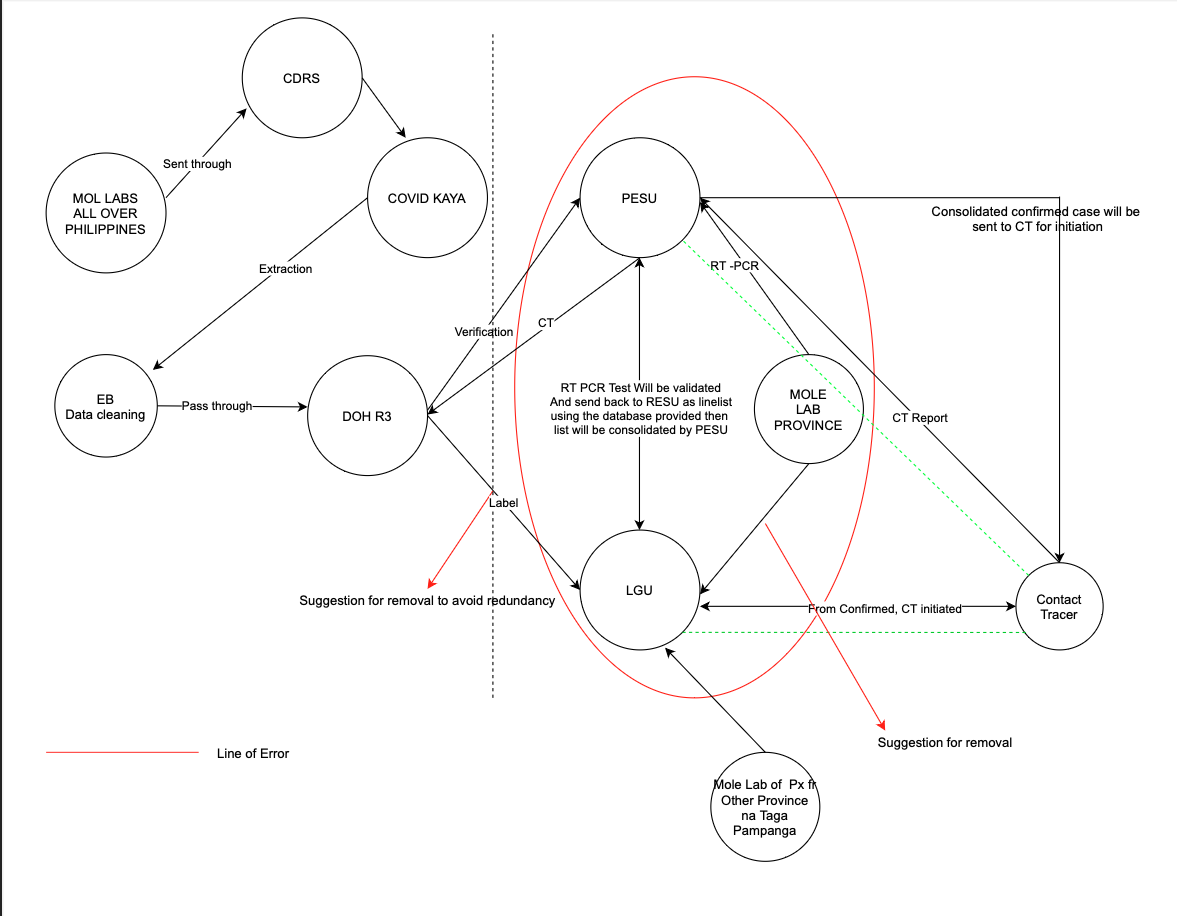 CDRS
Sent through
MOL LABS
ALL OVER
PHILIPPINES
COVID KAYA
PESU
Consolidated confirmed case will be
sent to CT for initiation
Extraction
RT -PCR
Verification
CT
EB
Data cleaning
Pass through
DOH R3
RT PCR Test Will be validated
And send back to RESU as linelist
using the database provided then
list will be consolidated by PESU
MOLE
LAB
PROVINCE
CT Report
Label
Suggestion for removal to avoid redundancy
LGU
From Confirmed, CT initiated
Contact
Tracer
Line of Error
Suggestion for removal
Mole Lab of Px fr
Other Province
na Taga
Pampanga